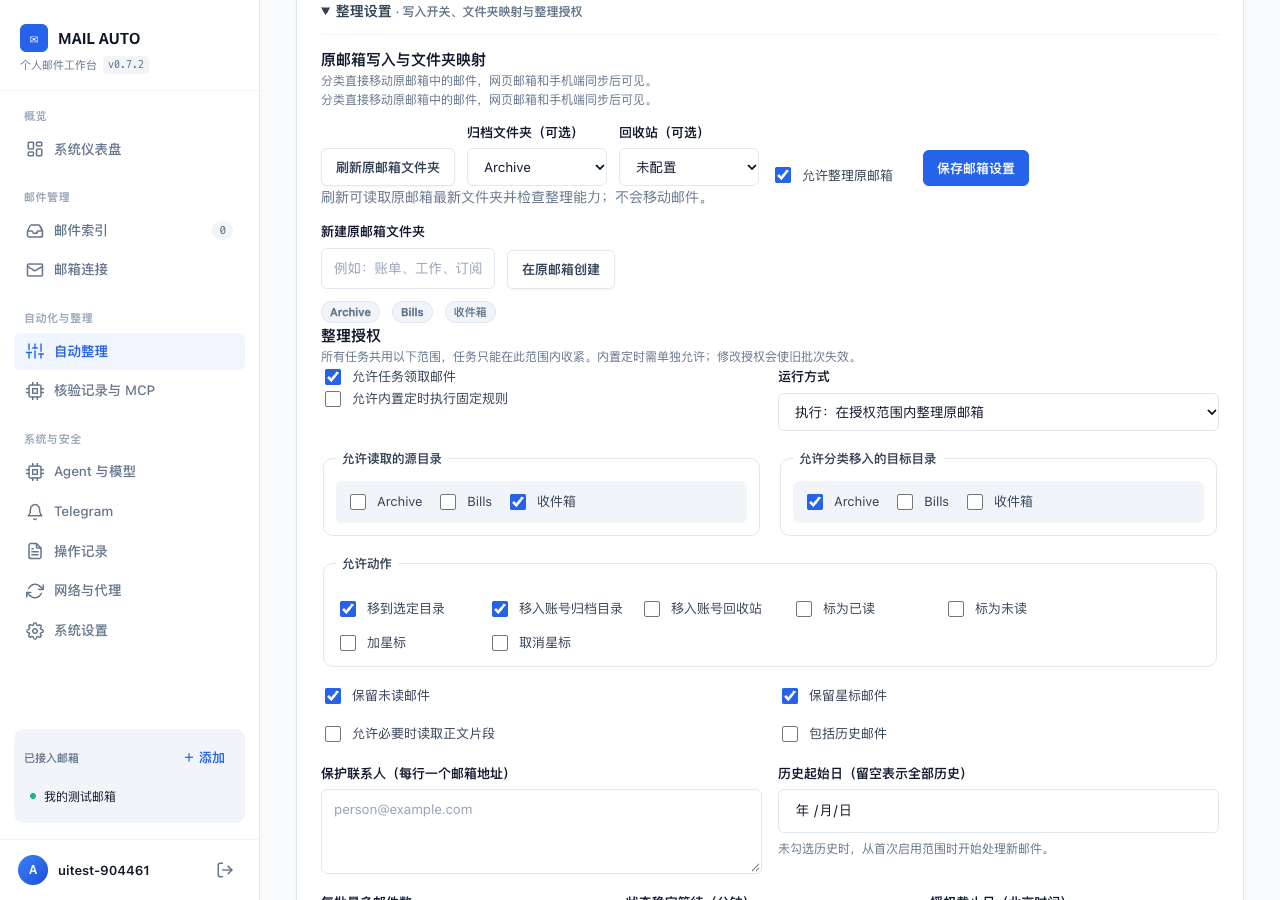 MAIL AUTO
个人邮件工作台 v0.7.2
概览
系统仪表盘
邮件管理
邮件索引 0
邮箱连接
自动化与整理
自动整理
核验记录与 MCP
系统与安全
Agent 与模型
Telegram
操作记录
网络与代理
系统设置
已接入邮箱 + 添加
我的测试邮箱
A uitest-904461
▼ 整理设置 · 写入开关、文件夹映射与整理授权
原邮箱写入与文件夹映射
分类直接移动原邮箱中的邮件，网页邮箱和手机端同步后可见。
分类直接移动原邮箱中的邮件，网页邮箱和手机端同步后可见。
归档文件夹（可选） 回收站（可选）
刷新原邮箱文件夹 Archive 未配置 允许整理原邮箱 保存邮箱设置
刷新可读取原邮箱最新文件夹并检查整理能力；不会移动邮件。
新建原邮箱文件夹
例如：账单、工作、订阅 在原邮箱创建
Archive Bills 收件箱
整理授权
所有任务共用以下范围，任务只能在此范围内收紧。内置定时需单独允许；修改授权会使旧批次失效。
允许任务领取邮件 运行方式
允许内置定时执行固定规则
执行：在授权范围内整理原邮箱
允许读取的源目录 允许分类移入的目标目录
Archive Bills 收件箱 Archive Bills 收件箱
允许动作
移到选定目录 移入账号归档目录 移入账号回收站 标为已读 标为未读
加星标 取消星标
保留未读邮件 保留星标邮件
允许必要时读取正文片段 包括历史邮件
保护联系人（每行一个邮箱地址） 历史起始日（留空表示全部历史）
person@example.com 年 /月/日
未勾选历史时，从首次启用范围时开始处理新邮件。